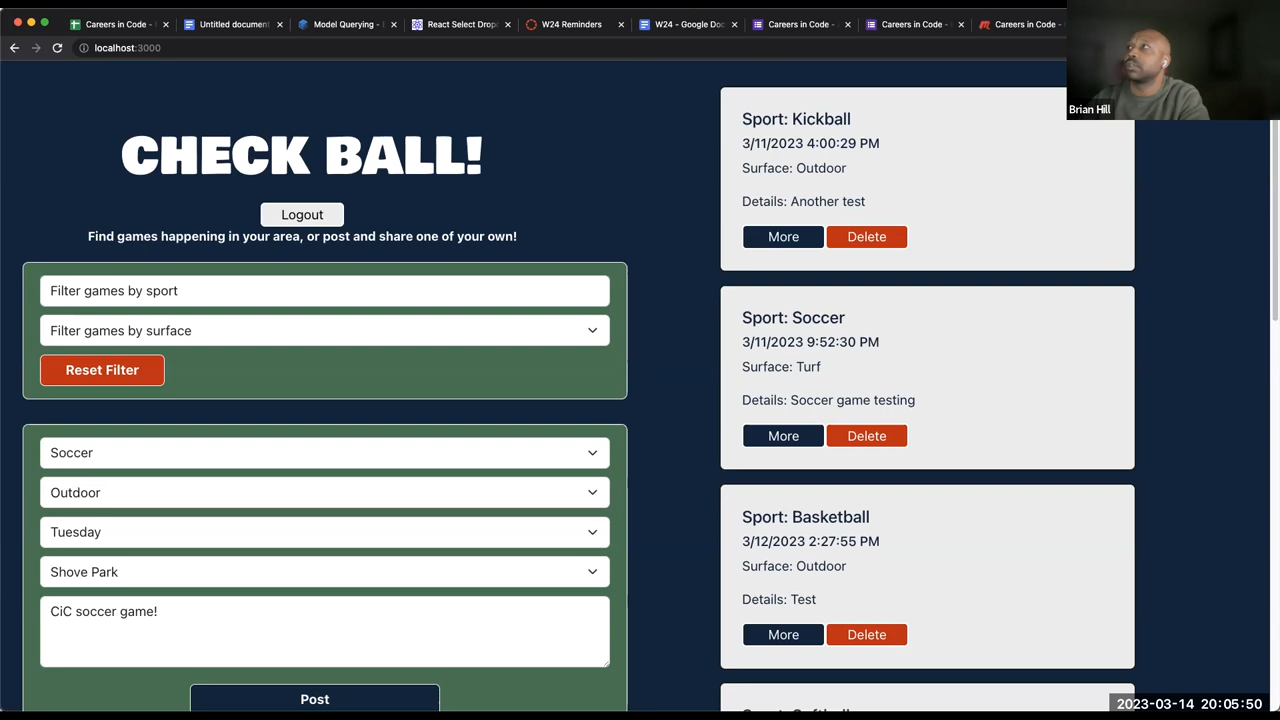 Careers in Code -
Untitled document
Model Querying -
React Select Drop
W24 Reminders
W24 - Google Doc
Careers in Code -
Careers in Code -
Careers in Code -
localhost:3000
Brian Hill
CHECK BALL!
Logout
Find games happening in your area, or post and share one of your own!
Filter games by sport
Filter games by surface
Reset Filter
Soccer
Outdoor
Tuesday
Shove Park
CiC soccer game!
Post
Sport: Kickball
3/11/2023 4:00:29 PM
Surface: Outdoor
Details: Another test
More Delete
Sport: Soccer
3/11/2023 9:52:30 PM
Surface: Turf
Details: Soccer game testing
More Delete
Sport: Basketball
3/12/2023 2:27:55 PM
Surface: Outdoor
Details: Test
More Delete
2023-03-14 20:05:50